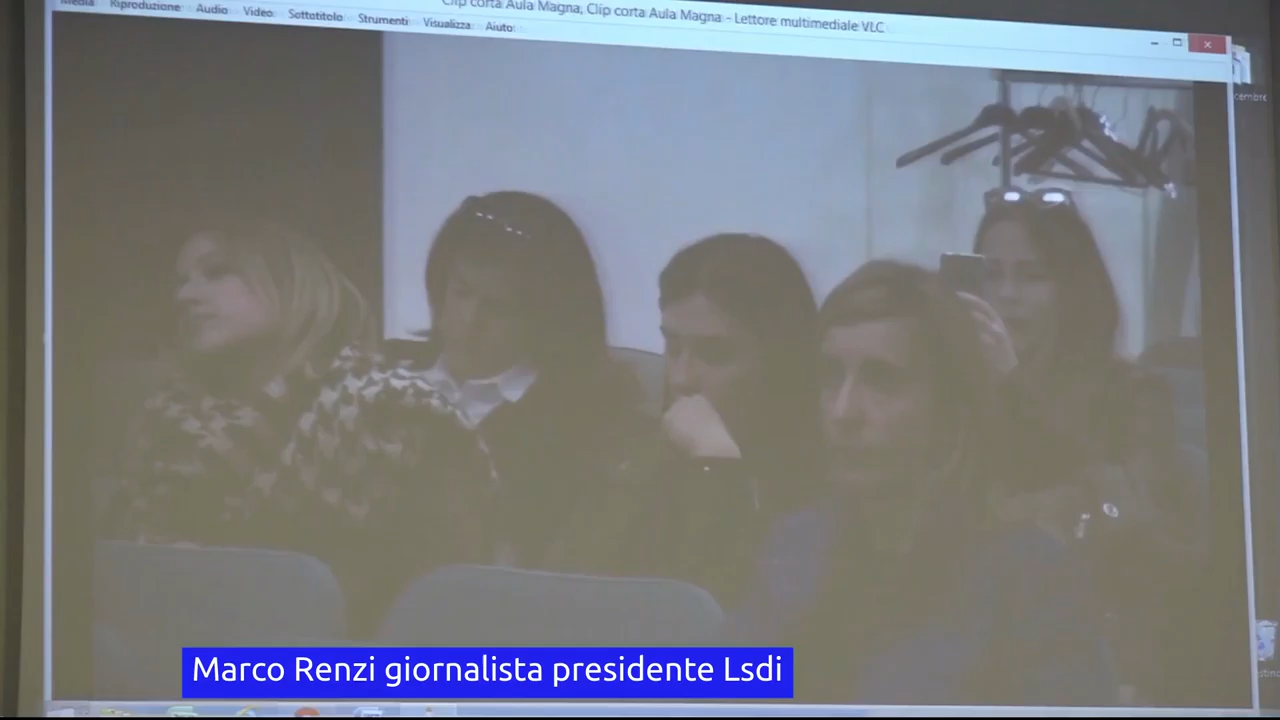 Clip corta Aula Magna, Clip corta Aula Magna - Lettore multimediale VLC
Media Riproduzione Audio Video Sottotitolo Strumenti Visualizza Aiuto
Marco Renzi giornalista presidente Lsdi